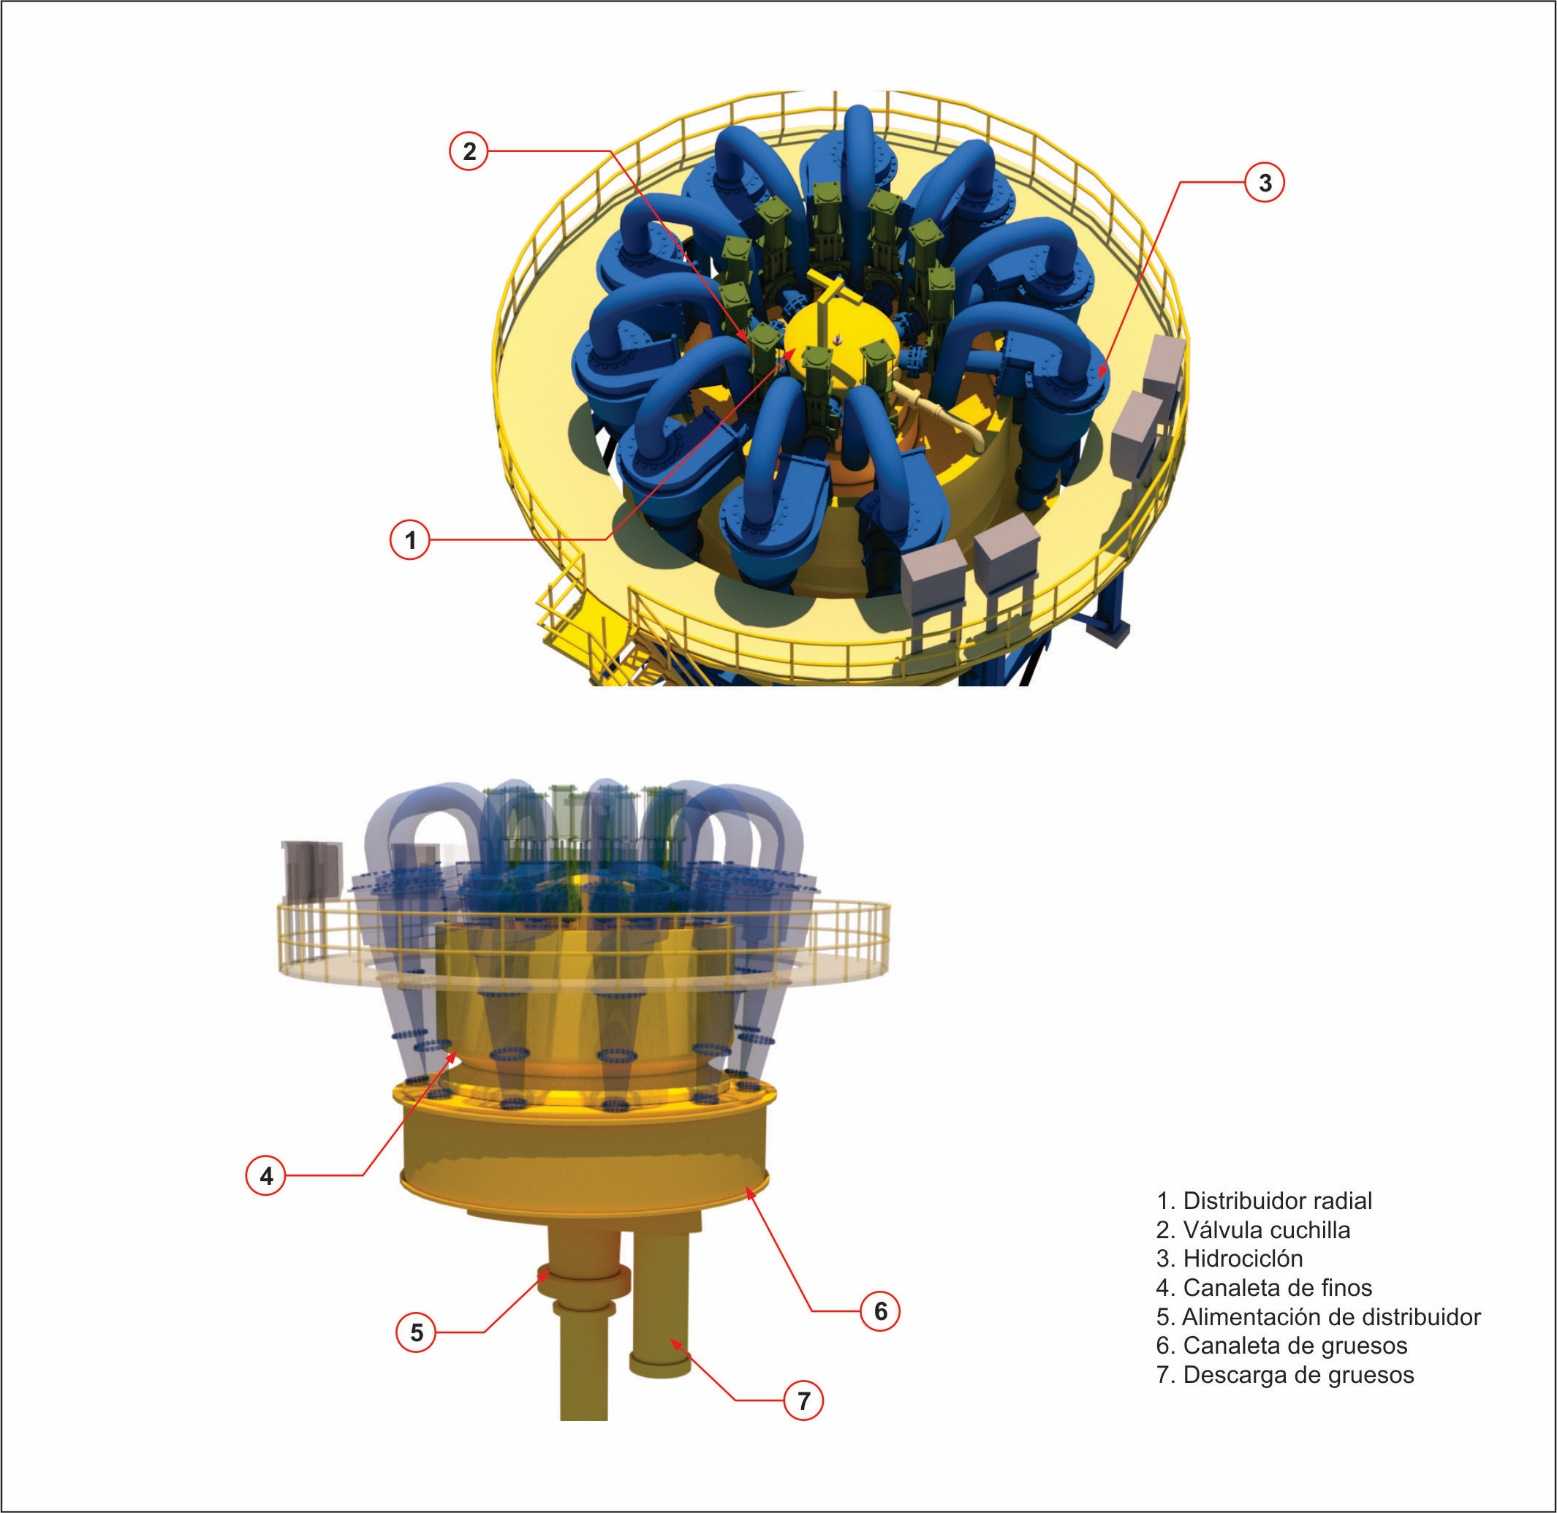 2
3
1
4
5
6
7
1. Distribuidor radial
2. Válvula cuchilla
3. Hidrociclón
4. Canaleta de finos
5. Alimentación de distribuidor
6. Canaleta de gruesos
7. Descarga de gruesos